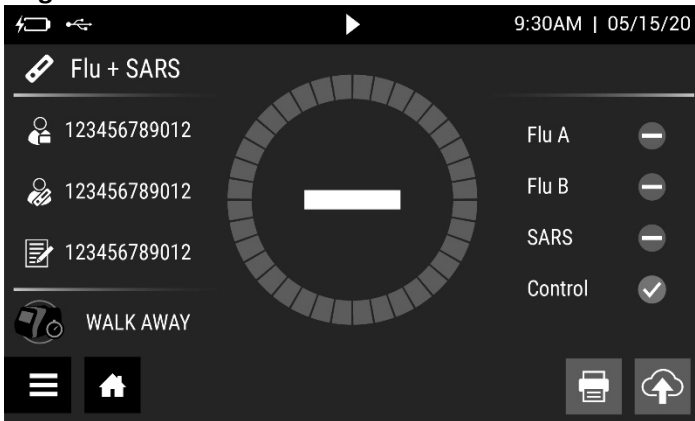 9:30AM | 05/15/20
Flu + SARS
123456789012
123456789012
123456789012
WALK AWAY
Flu A
Flu B
SARS
Control